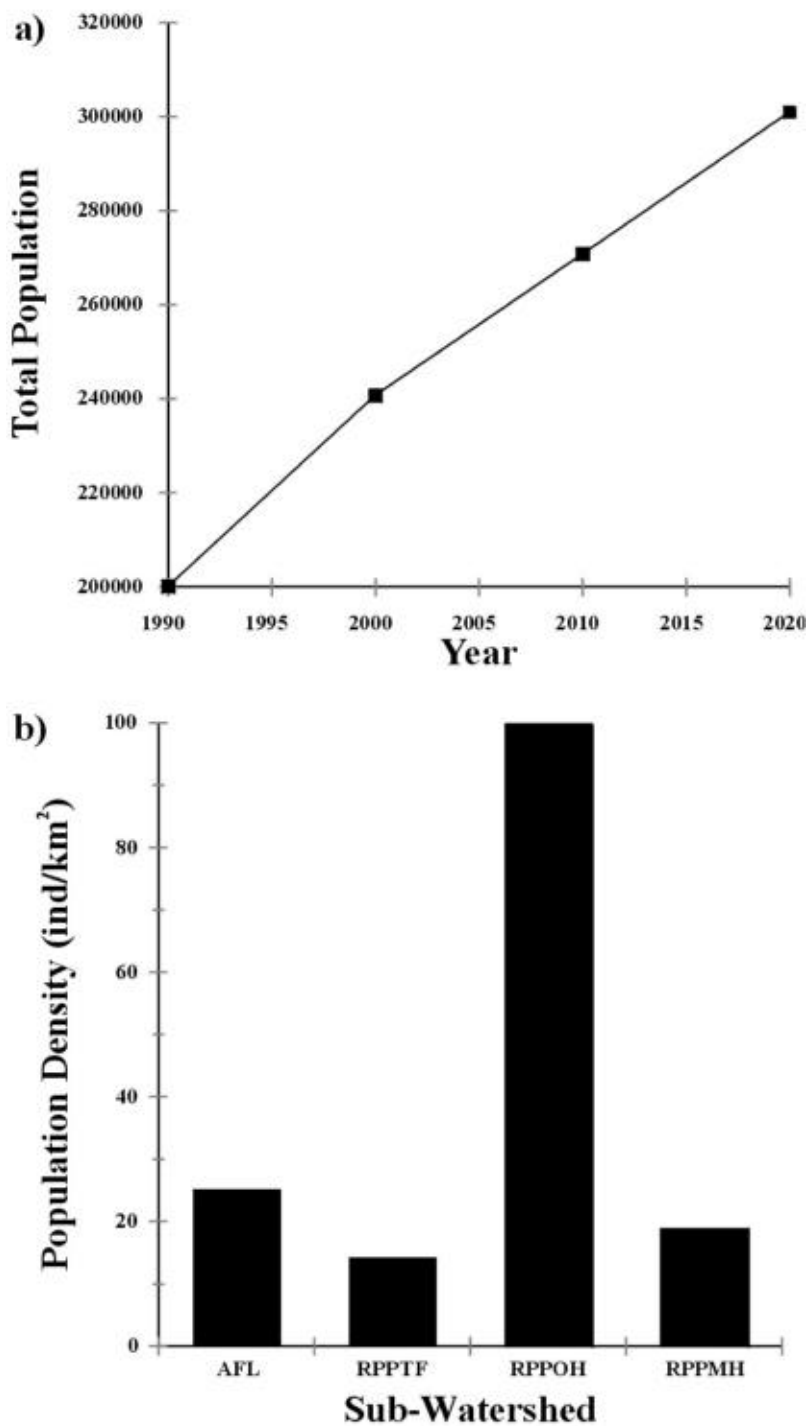 a)
320000
300000
280000
260000
240000
220000
200000
Total Population
1990 1995 2000 2005 2010 2015 2020
Year
b)
100
80
60
40
20
0
Population Density (ind/km²)
AFL RPPTF RPPOH RPPMH
Sub-Watershed